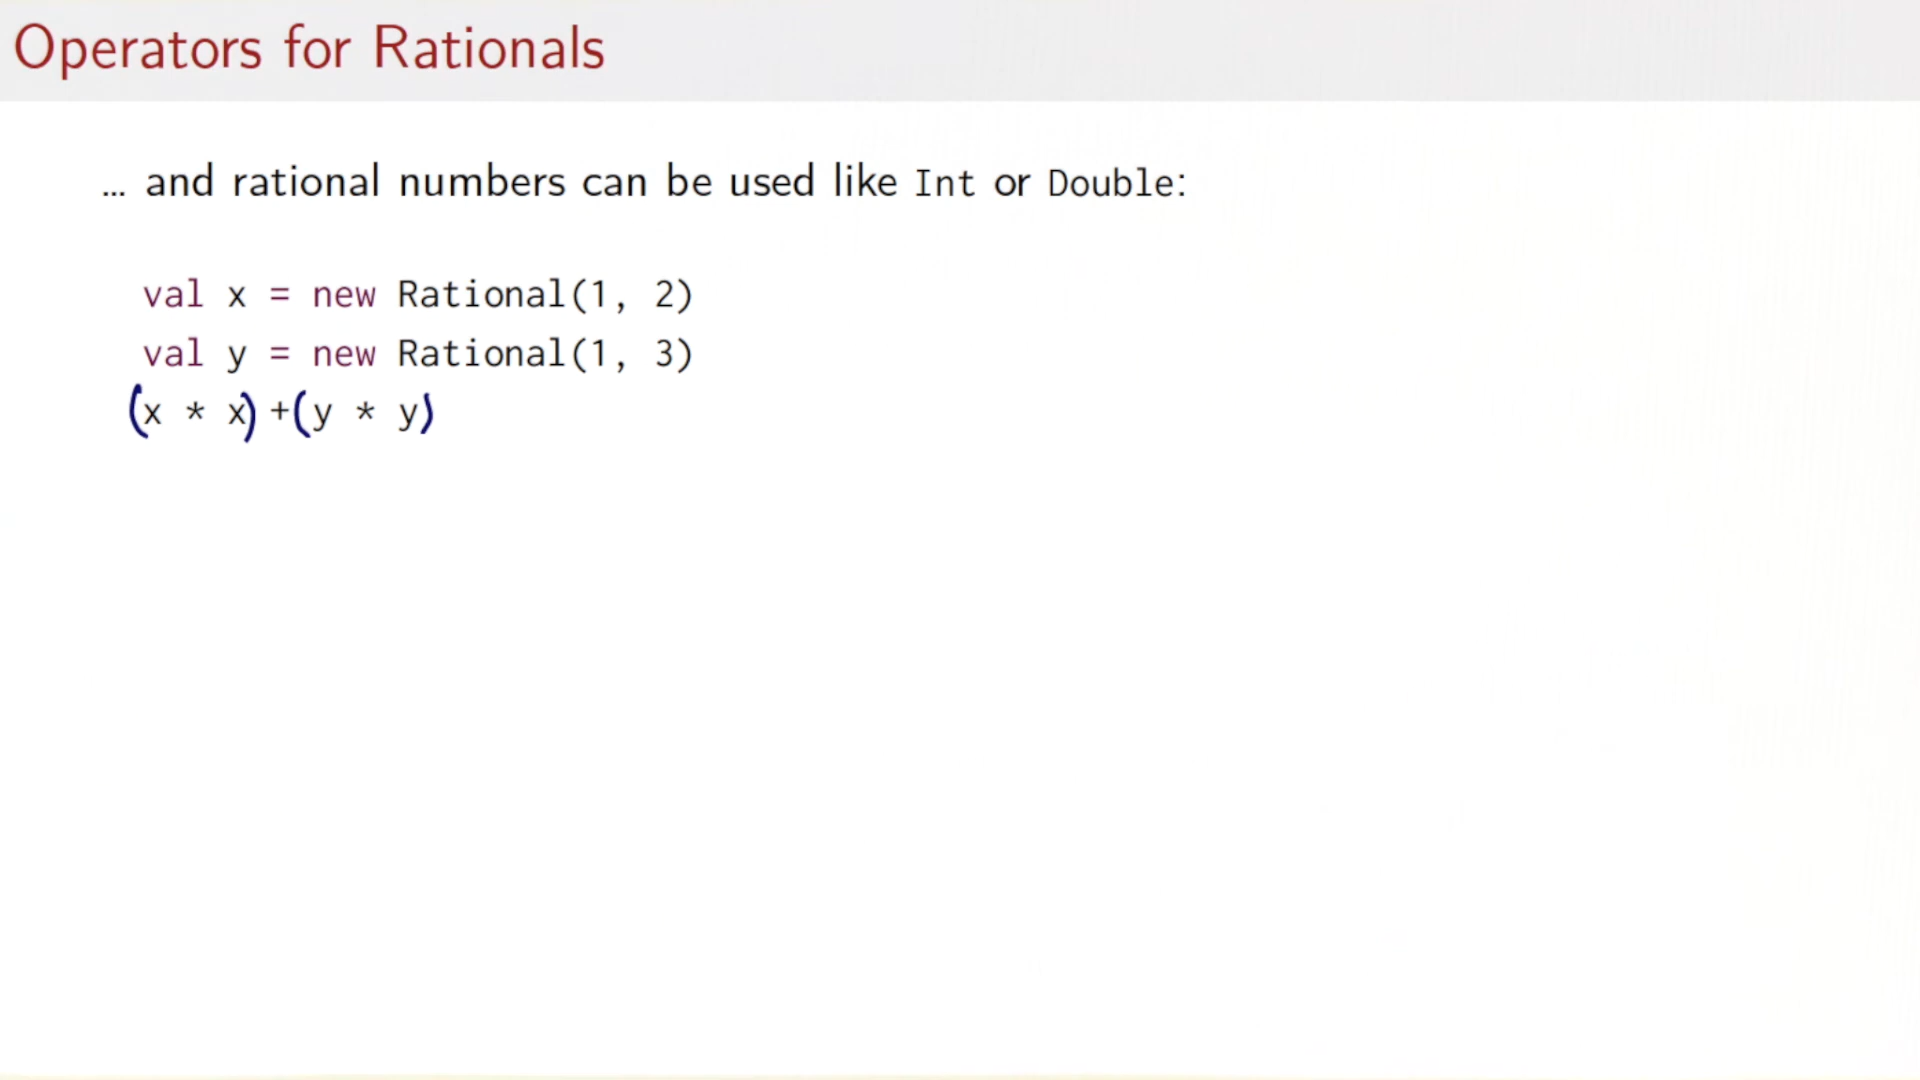 Operators for Rationals
... and rational numbers can be used like Int or Double:
val x = new Rational(1, 2)
val y = new Rational(1, 3)
(x * x) +(y * y)